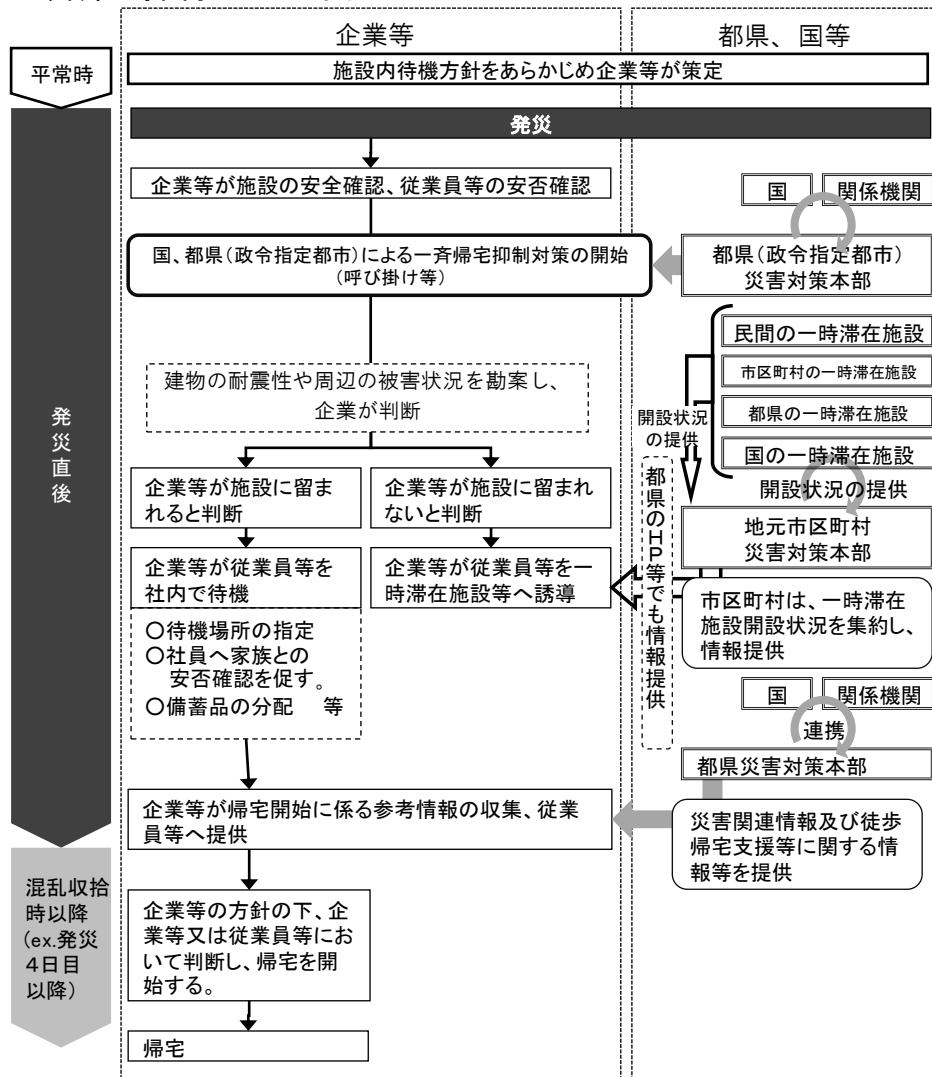 企業等
都県、国等
平常時
施設内待機方針をあらかじめ企業等が策定
発災
発災直後
企業等が施設の安全確認、従業員等の安否確認
国
関係機関
国、都県（政令指定都市）による一斉帰宅抑制対策の開始
（呼び掛け等）
都県（政令指定都市）
災害対策本部
民間の一時滞在施設
市区町村の一時滞在施設
都県の一時滞在施設
国の一時滞在施設
建物の耐震性や周辺の被害状況を勘案し、
企業が判断
開設状況
の提供
開設状況の提供
企業等が施設に留ま
れると判断
企業等が施設に留まれ
ないと判断
都県のＨＰ等でも情報提供
地元市区町村
災害対策本部
企業等が従業員等を
社内で待機
企業等が従業員等を一
時滞在施設等へ誘導
市区町村は、一時滞在
施設開設状況を集約し、
情報提供
○待機場所の指定
○社員へ家族との
安否確認を促す。
○備蓄品の分配　等
国
関係機関
連携
都県災害対策本部
企業等が帰宅開始に係る参考情報の収集、従業
員等へ提供
災害関連情報及び徒歩
帰宅支援等に関する情
報等を提供
混乱収拾
時以降
（ex.発災
４日目
以降）
企業等の方針の下、企
業等又は従業員等にお
いて判断し、帰宅を開
始する。
帰宅